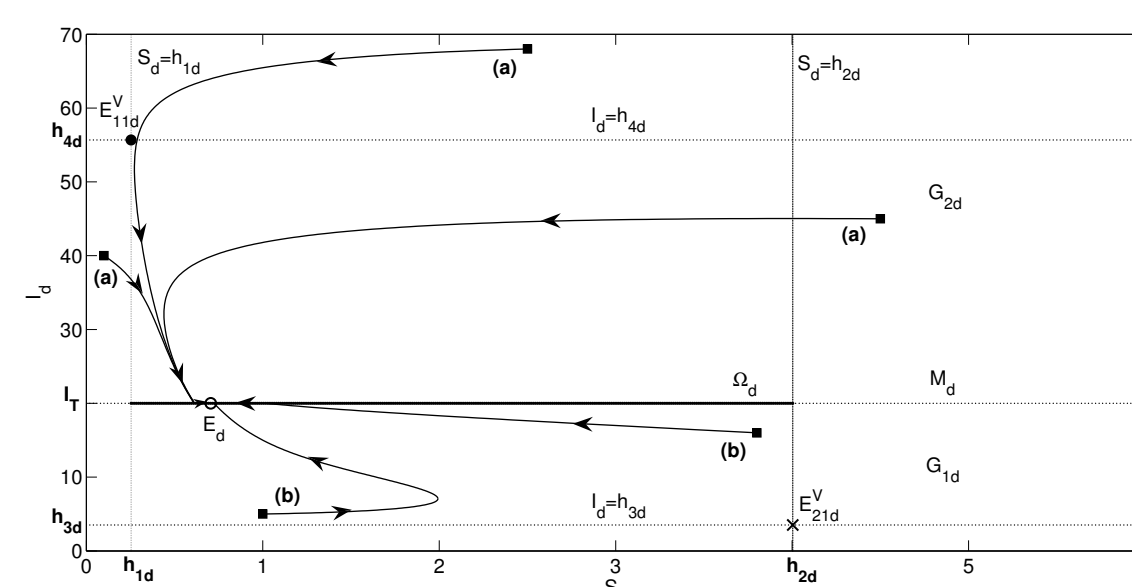 70
S_d=h_1d
S_d=h_2d
(a)
60
E^V_11d
I_d=h_4d
h_4d
50
G_2d
(a)
40
(a)
I_d
30
Ω_d
M_d
I_T
E_d
(b)
10
G_1d
(b)
I_d=h_3d
E^V_21d
h_3d
0
0
h_1d
1
2
3
h_2d
5